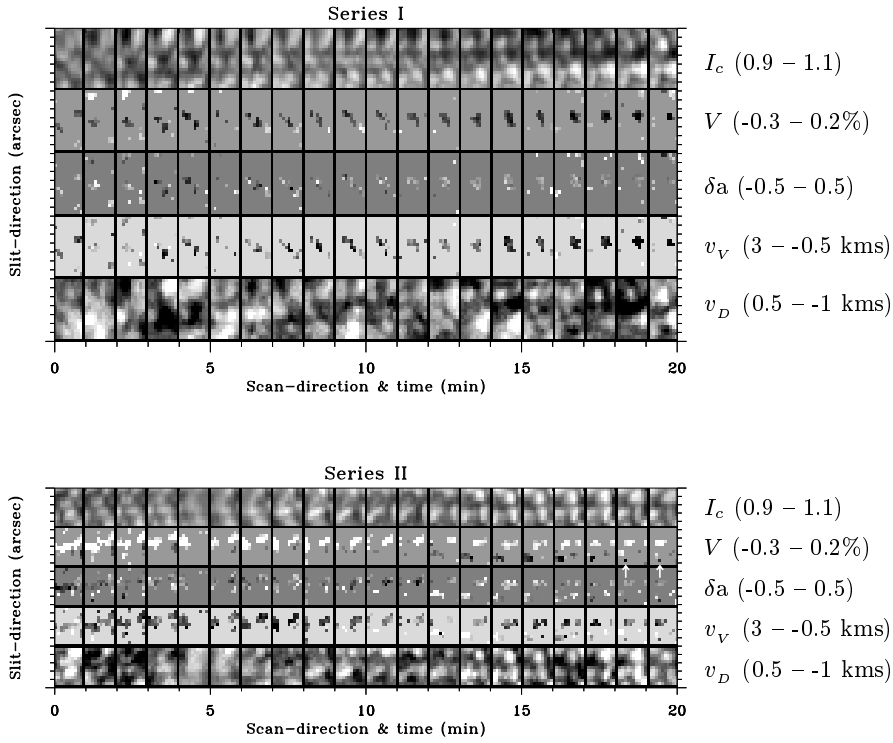 Series I
Slit-direction (arcsec)
I_c (0.9 – 1.1)
V (-0.3 – 0.2%)
δa (-0.5 – 0.5)
v_V (3 – -0.5 kms)
v_D (0.5 – -1 kms)
0 5 10 15 20
Scan-direction & time (min)
Series II
Slit-direction (arcsec)
I_c (0.9 – 1.1)
V (-0.3 – 0.2%)
δa (-0.5 – 0.5)
v_V (3 – -0.5 kms)
v_D (0.5 – -1 kms)
0 5 10 15 20
Scan-direction & time (min)